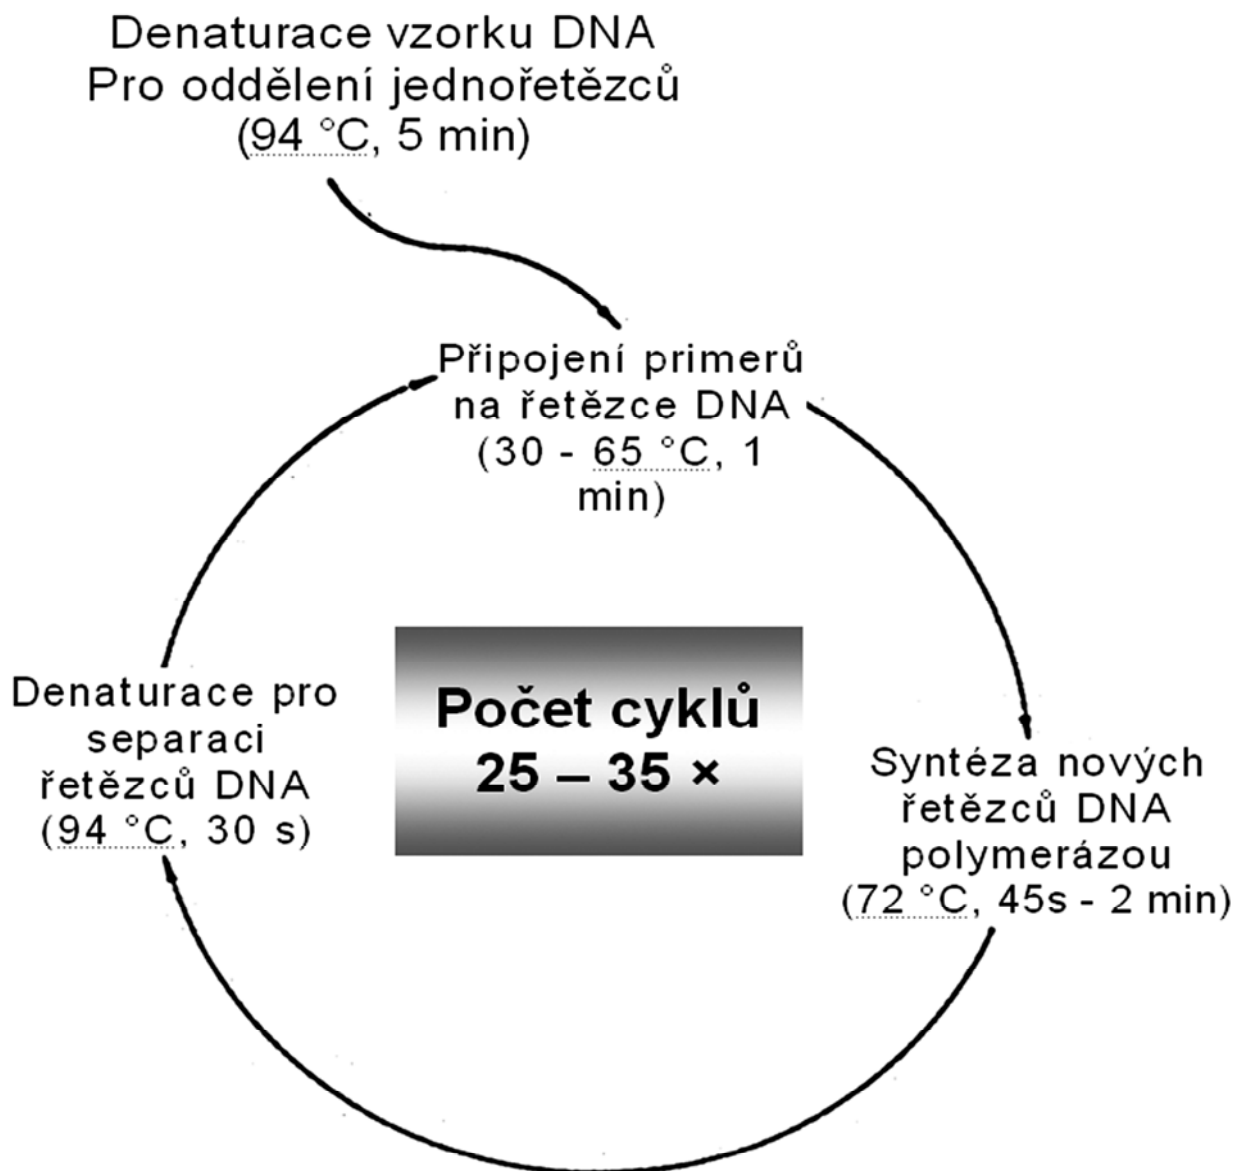 Denaturace vzorku DNA
Pro oddělení jednořetězců
(94 °C, 5 min)
Připojení primerů
na řetězce DNA
(30 - 65 °C, 1
min)
Denaturace pro
separaci
řetězců DNA
(94 °C, 30 s)
Počet cyklů
25 – 35 ×
Syntéza nových
řetězců DNA
polymerázou
(72 °C, 45s - 2 min)